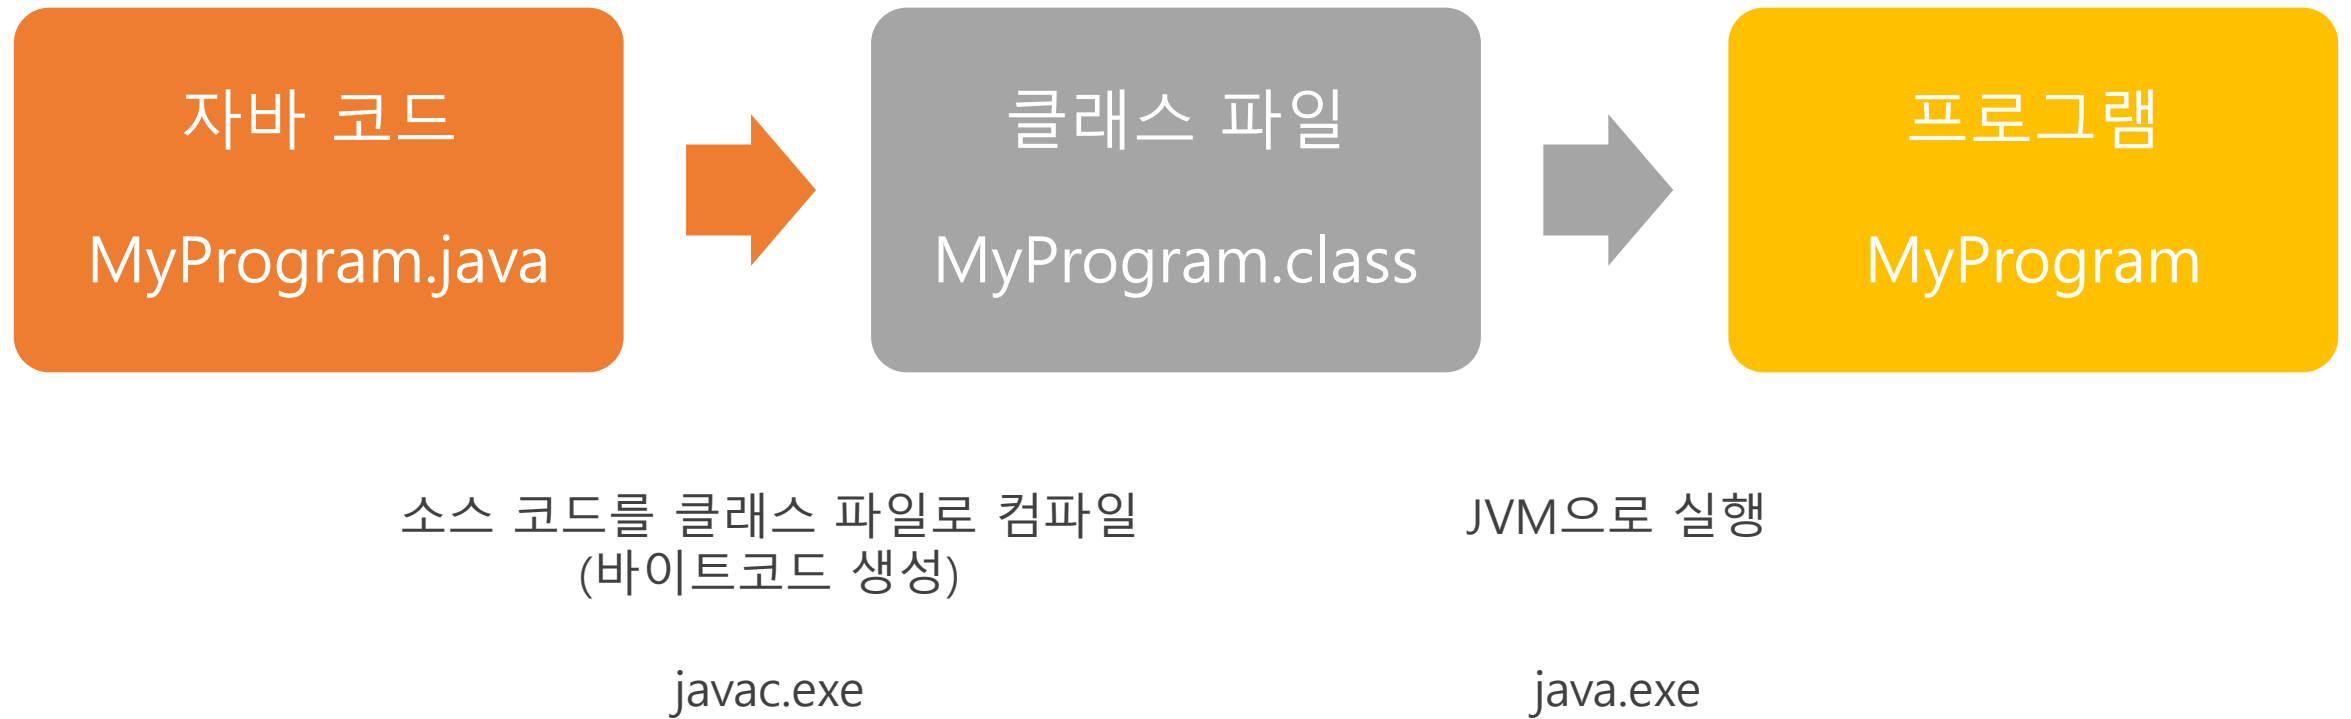 자바 코드
MyProgram.java
클래스 파일
MyProgram.class
프로그램
MyProgram
소스 코드를 클래스 파일로 컴파일
(바이트코드 생성)
javac.exe
JVM으로 실행
java.exe